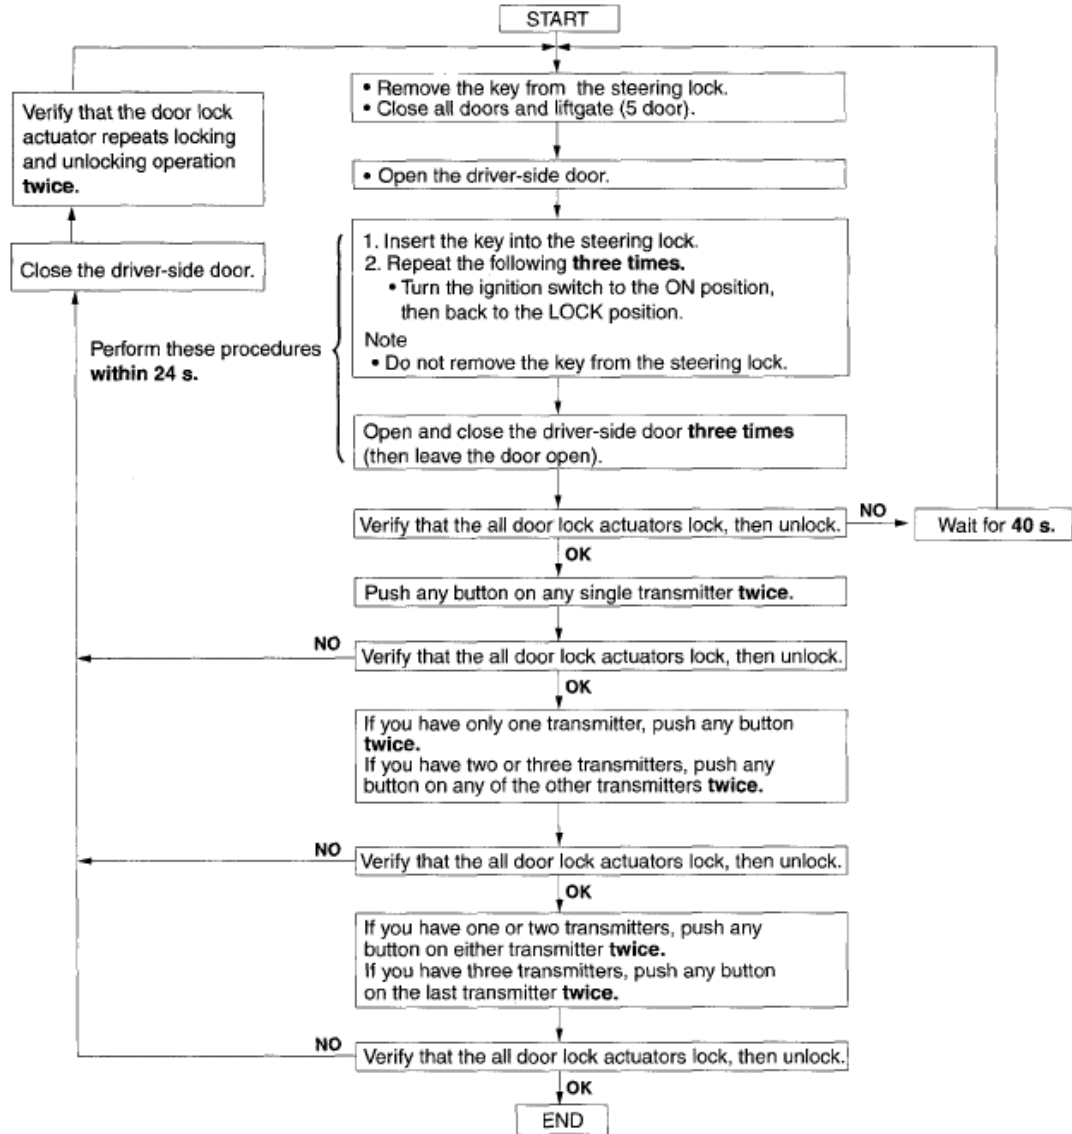 START
• Remove the key from the steering lock.
• Close all doors and liftgate (5 door).
Verify that the door lock
actuator repeats locking
and unlocking operation
twice.
• Open the driver-side door.
Close the driver-side door.
1. Insert the key into the steering lock.
2. Repeat the following three times.
• Turn the ignition switch to the ON position,
then back to the LOCK position.
Note
• Do not remove the key from the steering lock.
Perform these procedures
within 24 s.
Open and close the driver-side door three times
(then leave the door open).
Verify that the all door lock actuators lock, then unlock.
NO
Wait for 40 s.
OK
Push any button on any single transmitter twice.
NO
Verify that the all door lock actuators lock, then unlock.
OK
If you have only one transmitter, push any button
twice.
If you have two or three transmitters, push any
button on any of the other transmitters twice.
NO
Verify that the all door lock actuators lock, then unlock.
OK
If you have one or two transmitters, push any
button on either transmitter twice.
If you have three transmitters, push any button
on the last transmitter twice.
NO
Verify that the all door lock actuators lock, then unlock.
OK
END